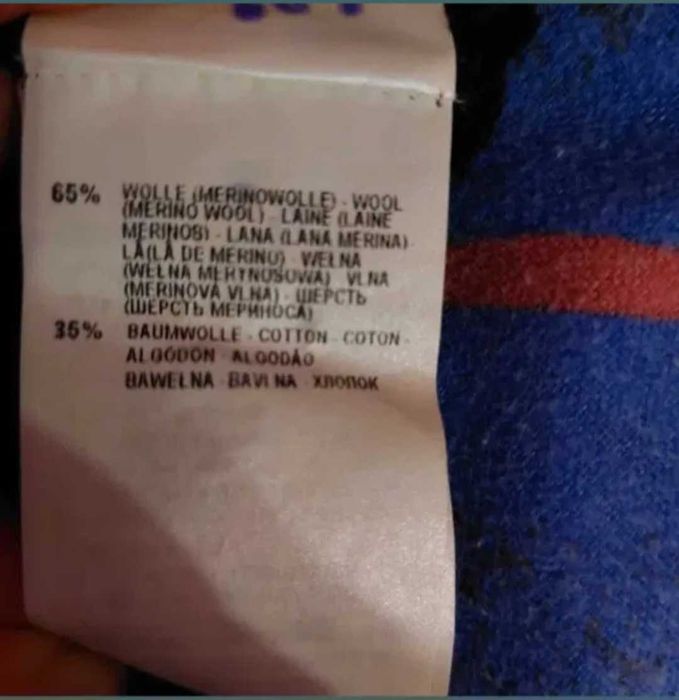 65% WOLLE (MERINOWOLLE) - WOOL
(MERINO WOOL) - LAINE (LAINE
MERINOS) - LANA (LANA MERINA)
LÃ(LÃ DE MERINO) - WEŁNA
(WEŁNA MERYNOSOWA) VLNA
(MERINOVÁ VLNA) - ШЕРСТЬ
(ШЕРСТЬ МЕРИНОСА)
35% BAUMWOLLE - COTTON - COTON -
ALGODON - ALGODÃO
BAWEŁNA - BAVLNA - ХЛОПОК